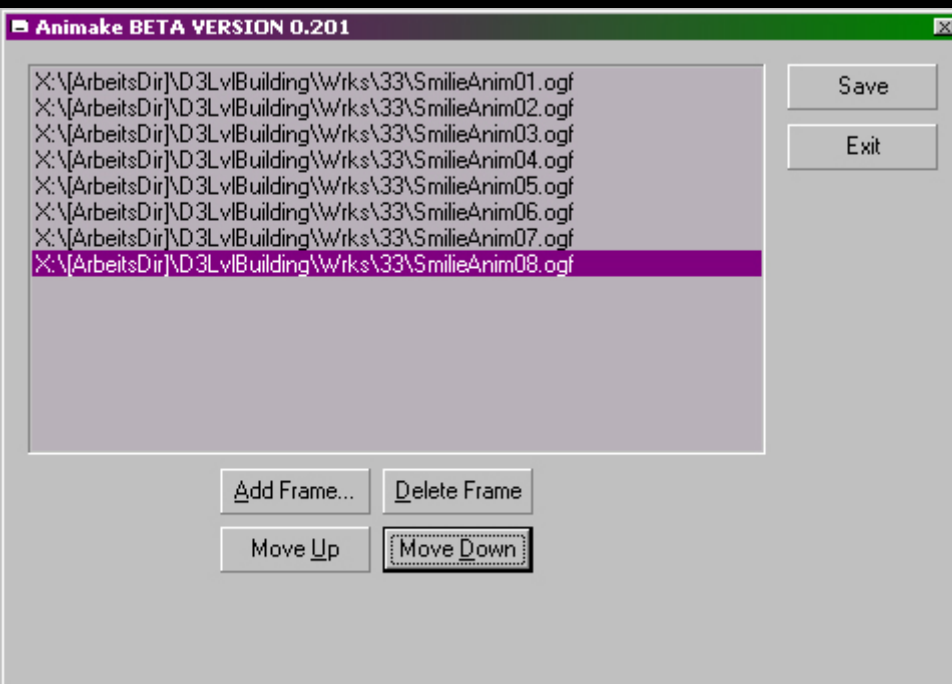 Animake BETA VERSION 0.201
X:\[ArbeitsDir]\D3LvlBuilding\Wrks\33\SmilieAnim01.ogf
X:\[ArbeitsDir]\D3LvlBuilding\Wrks\33\SmilieAnim02.ogf
X:\[ArbeitsDir]\D3LvlBuilding\Wrks\33\SmilieAnim03.ogf
X:\[ArbeitsDir]\D3LvlBuilding\Wrks\33\SmilieAnim04.ogf
X:\[ArbeitsDir]\D3LvlBuilding\Wrks\33\SmilieAnim05.ogf
X:\[ArbeitsDir]\D3LvlBuilding\Wrks\33\SmilieAnim06.ogf
X:\[ArbeitsDir]\D3LvlBuilding\Wrks\33\SmilieAnim07.ogf
X:\[ArbeitsDir]\D3LvlBuilding\Wrks\33\SmilieAnim08.ogf
Save
Exit
Add Frame...
Delete Frame
Move Up
Move Down